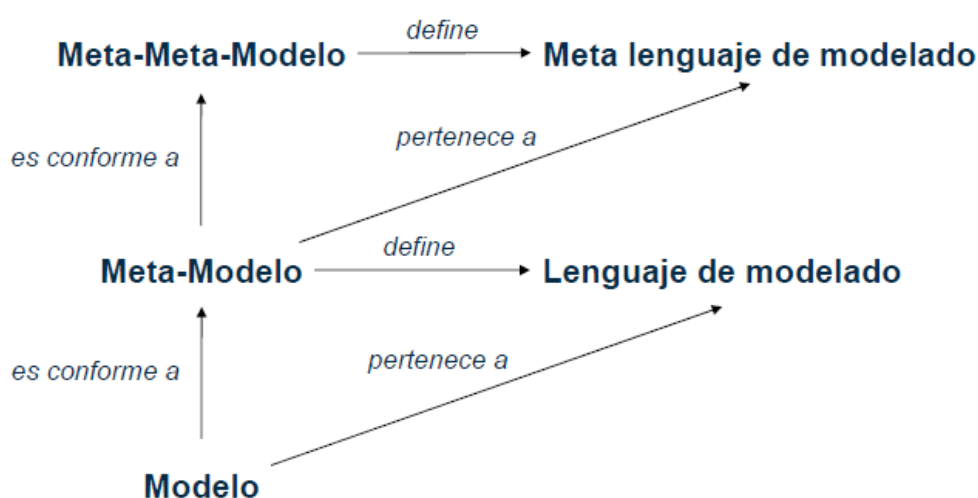 define
Meta-Meta-Modelo
Meta lenguaje de modelado
pertenece a
es conforme a
define
Meta-Modelo
Lenguaje de modelado
pertenece a
es conforme a
Modelo